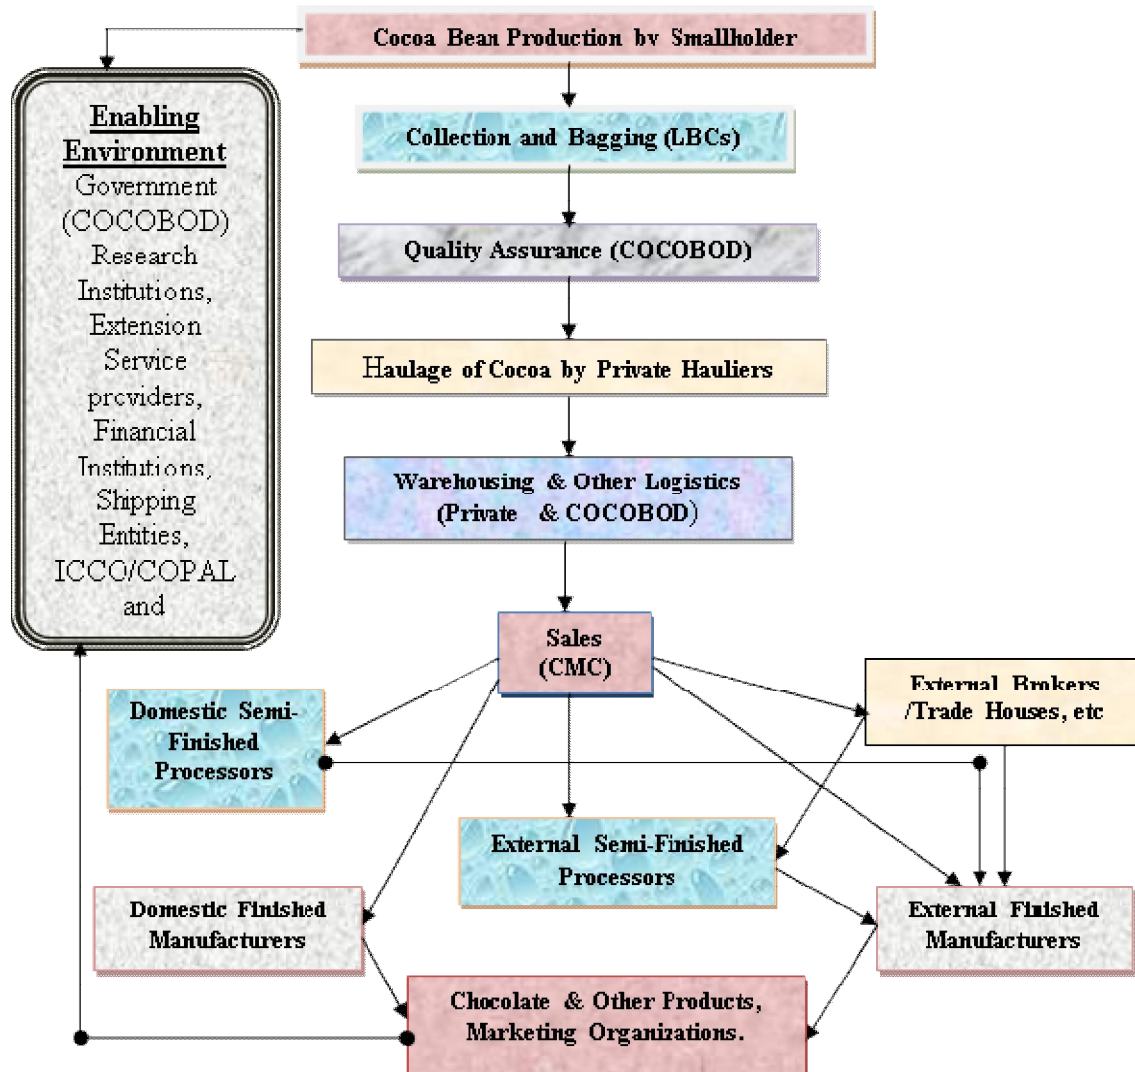 Cocoa Bean Production by Smallholder
Enabling
Environment
Government
(COCOBOD)
Research
Institutions,
Extension
Service
providers,
Financial
Institutions,
Shipping
Entities,
ICCO/COPAL
and
Collection and Bagging (LBCs)
Quality Assurance (COCOBOD)
Haulage of Cocoa by Private Hauliers
Warehousing & Other Logistics
(Private & COCOBOD)
Sales
(CMC)
External Brokers
/Trade Houses, etc
Domestic Semi-
Finished
Processors
External Semi-Finished
Processors
Domestic Finished
Manufacturers
External Finished
Manufacturers
Chocolate & Other Products,
Marketing Organizations.